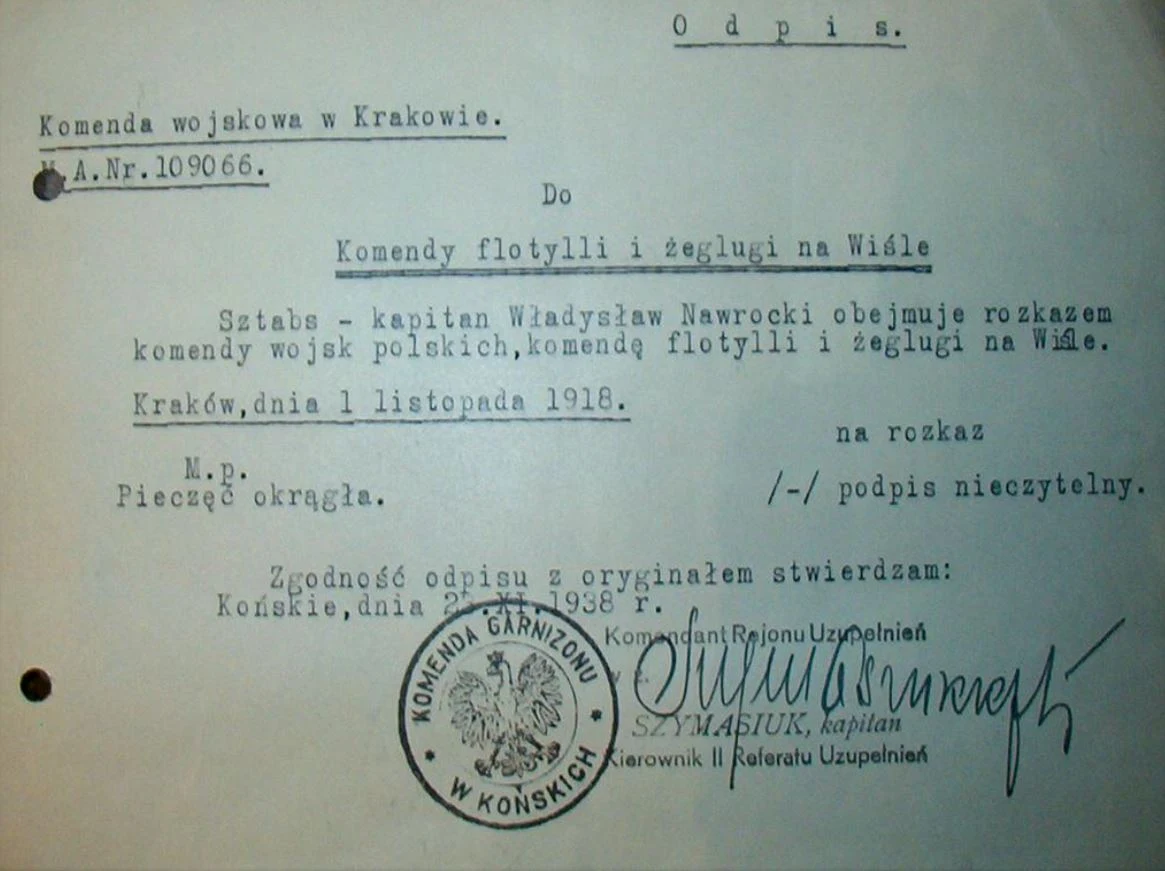 O d p i s.
Komenda wojskowa w Krakowie.
M.A.Nr.109066.
Do
Komendy flotylli i żeglugi na Wiśle
Sztabs - kapitan Władysław Nawrocki obejmuje rozkazem
komendy wojsk polskich,komendę flotylli i żeglugi na Wiśle.
Kraków,dnia 1 listopada 1918.
na rozkaz
M.p.
Pieczęć okrągła.
/-/ podpis nieczytelny.
Zgodność odpisu z oryginałem stwierdzam:
Końskie,dnia 23.XI.1938 r.
KOMENDA GARNIZONU
* W KOŃSKICH *
Komendant Rejonu Uzupełnień
SZYMASIUK, kapitan
Kierownik II Referatu Uzupełnień